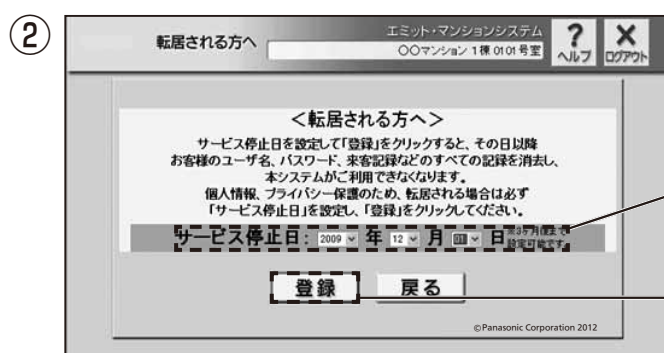 ②
転居される方へ
エミット・マンションシステム
〇〇マンション 1棟 0101号室
?
ヘルプ
X
ログアウト
<転居される方へ>
サービス停止日を設定して「登録」をクリックすると、その日以降
お客様のユーザ名、パスワード、来客記録などのすべての記録を消去し、
本システムがご利用できなくなります。
個人情報、プライバシー保護のため、転居される場合は必ず
「サービス停止日」を設定し、「登録」をクリックしてください。
サービス停止日: 2009 年 12 月 01 日 ※3ヶ月後まで
設定可能です。
登録 戻る
©Panasonic Corporation 2012